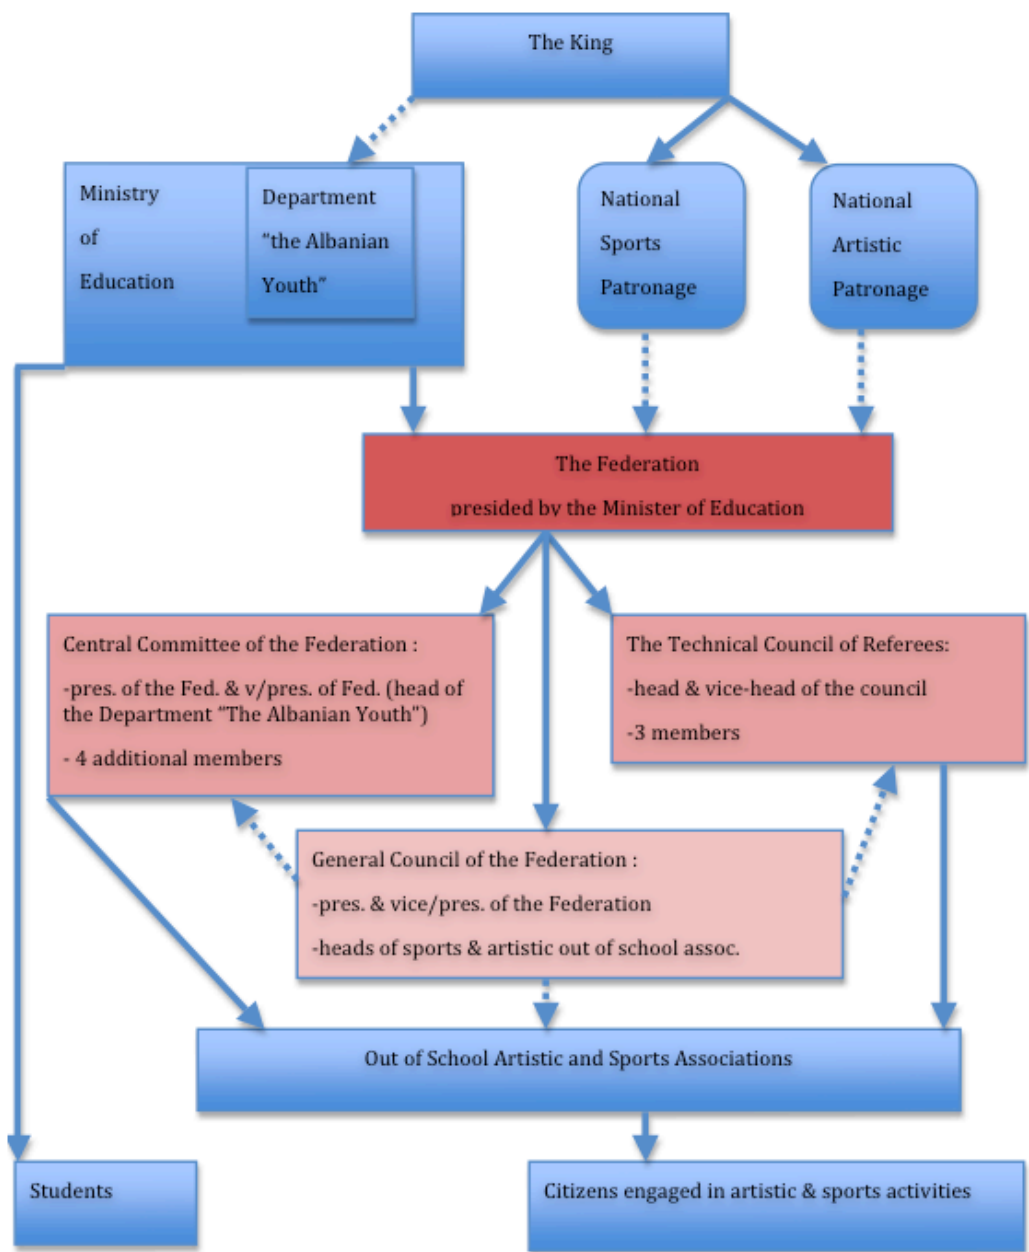 The King
Ministry
of
Education
Department
"the Albanian
Youth"
National
Sports
Patronage
National
Artistic
Patronage
The Federation
presided by the Minister of Education
Central Committee of the Federation :
-pres. of the Fed. & v/pres. of Fed. (head of
the Department "The Albanian Youth")
- 4 additional members
The Technical Council of Referees:
-head & vice-head of the council
-3 members
General Council of the Federation :
-pres. & vice/pres. of the Federation
-heads of sports & artistic out of school assoc.
Out of School Artistic and Sports Associations
Students
Citizens engaged in artistic & sports activities